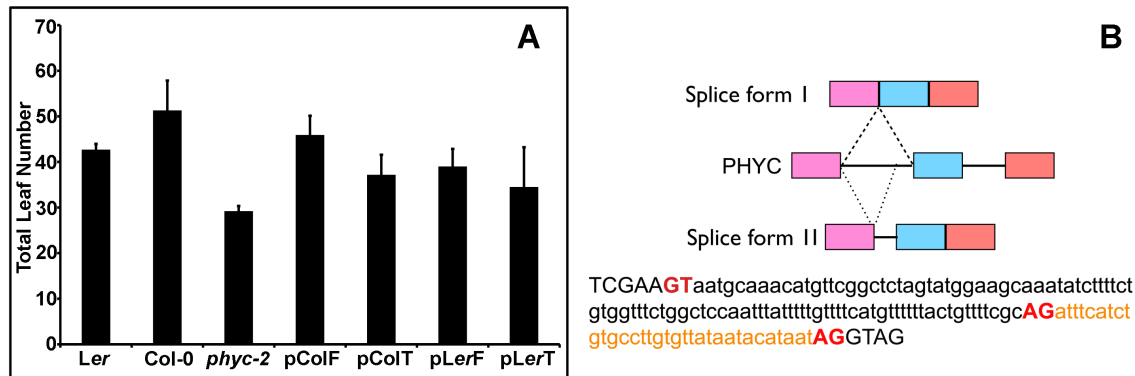 A
Total Leaf Number
70
60
50
40
30
20
10
0
Ler
Col-0
phyc-2
pColF
pColT
pLerF
pLerT
B
Splice form I
PHYC
Splice form II
TCGAAGTaatgcaaacatgttcggctctagtatggaagcaaatatcttttct
gtggtttctggctccaatttatttttgttttcatgttttttactgttttcgcAGatttcatct
gtgccttgtgttataatacataatAGGTAG